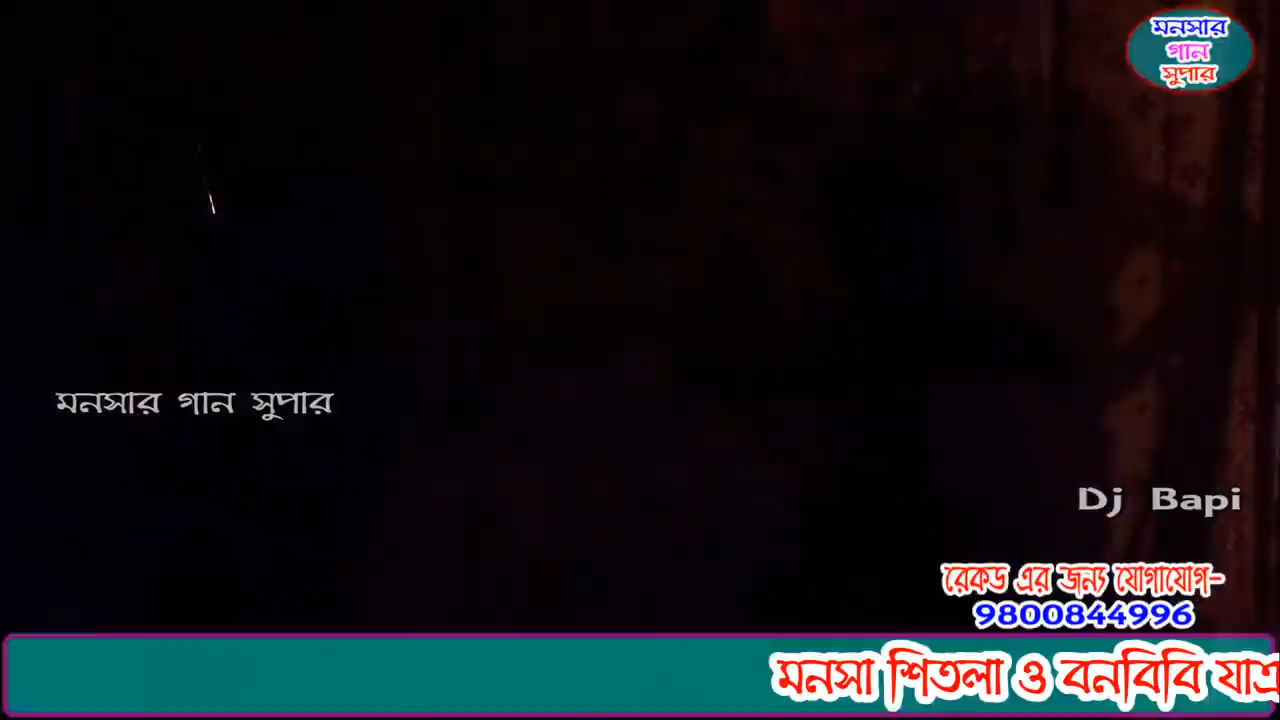 মনসার
গান
সুপার
মনসার গান সুপার
Dj Bapi
রেকড এর জন্য যোগাযোগ-
9800844996
মনসা শিতলা ও বনবিবি